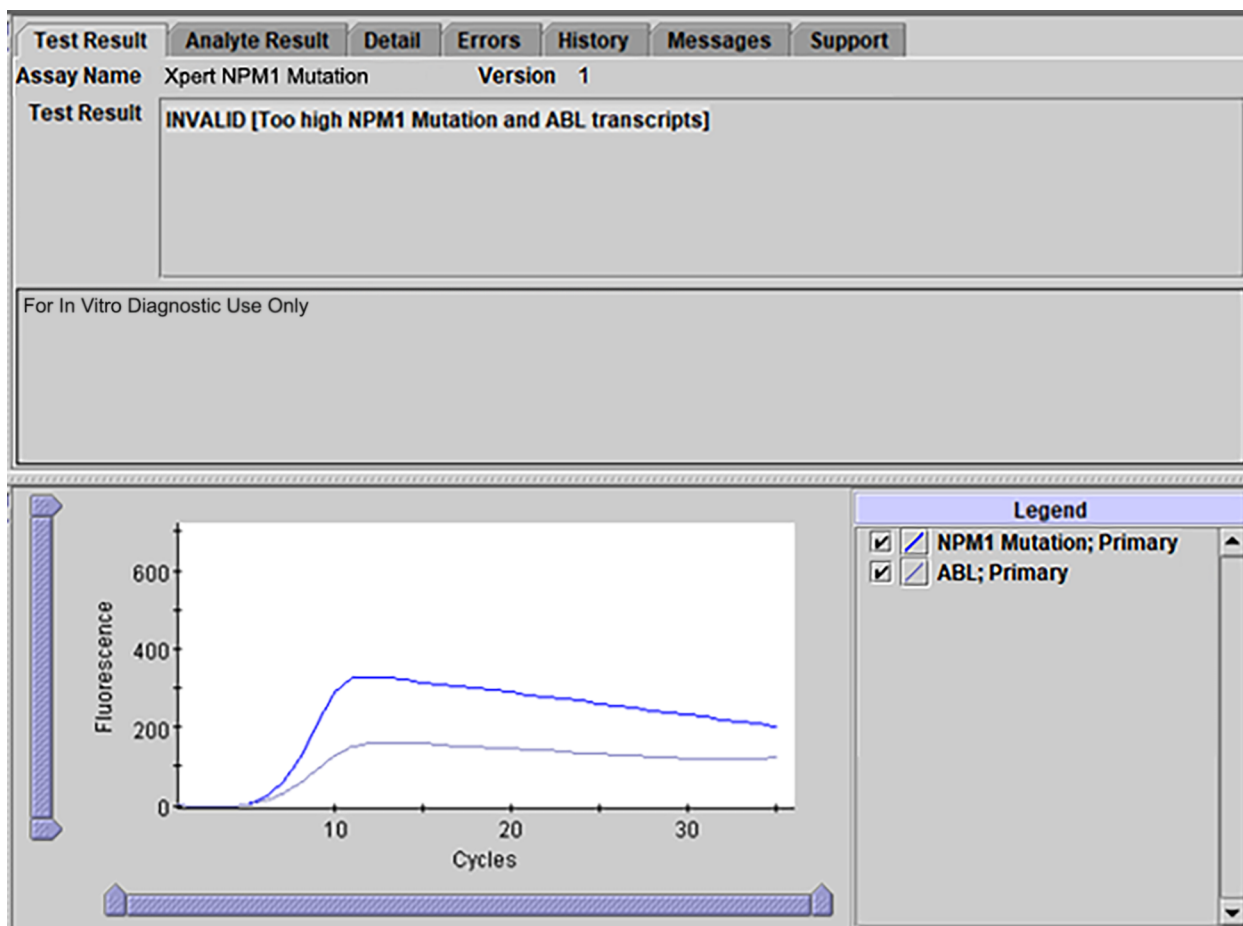 Test Result Analyte Result Detail Errors History Messages Support
Assay Name Xpert NPM1 Mutation Version 1
Test Result INVALID [Too high NPM1 Mutation and ABL transcripts]
For In Vitro Diagnostic Use Only
Legend
NPM1 Mutation; Primary
ABL; Primary
600
400
200
0
Fluorescence
10 20 30
Cycles